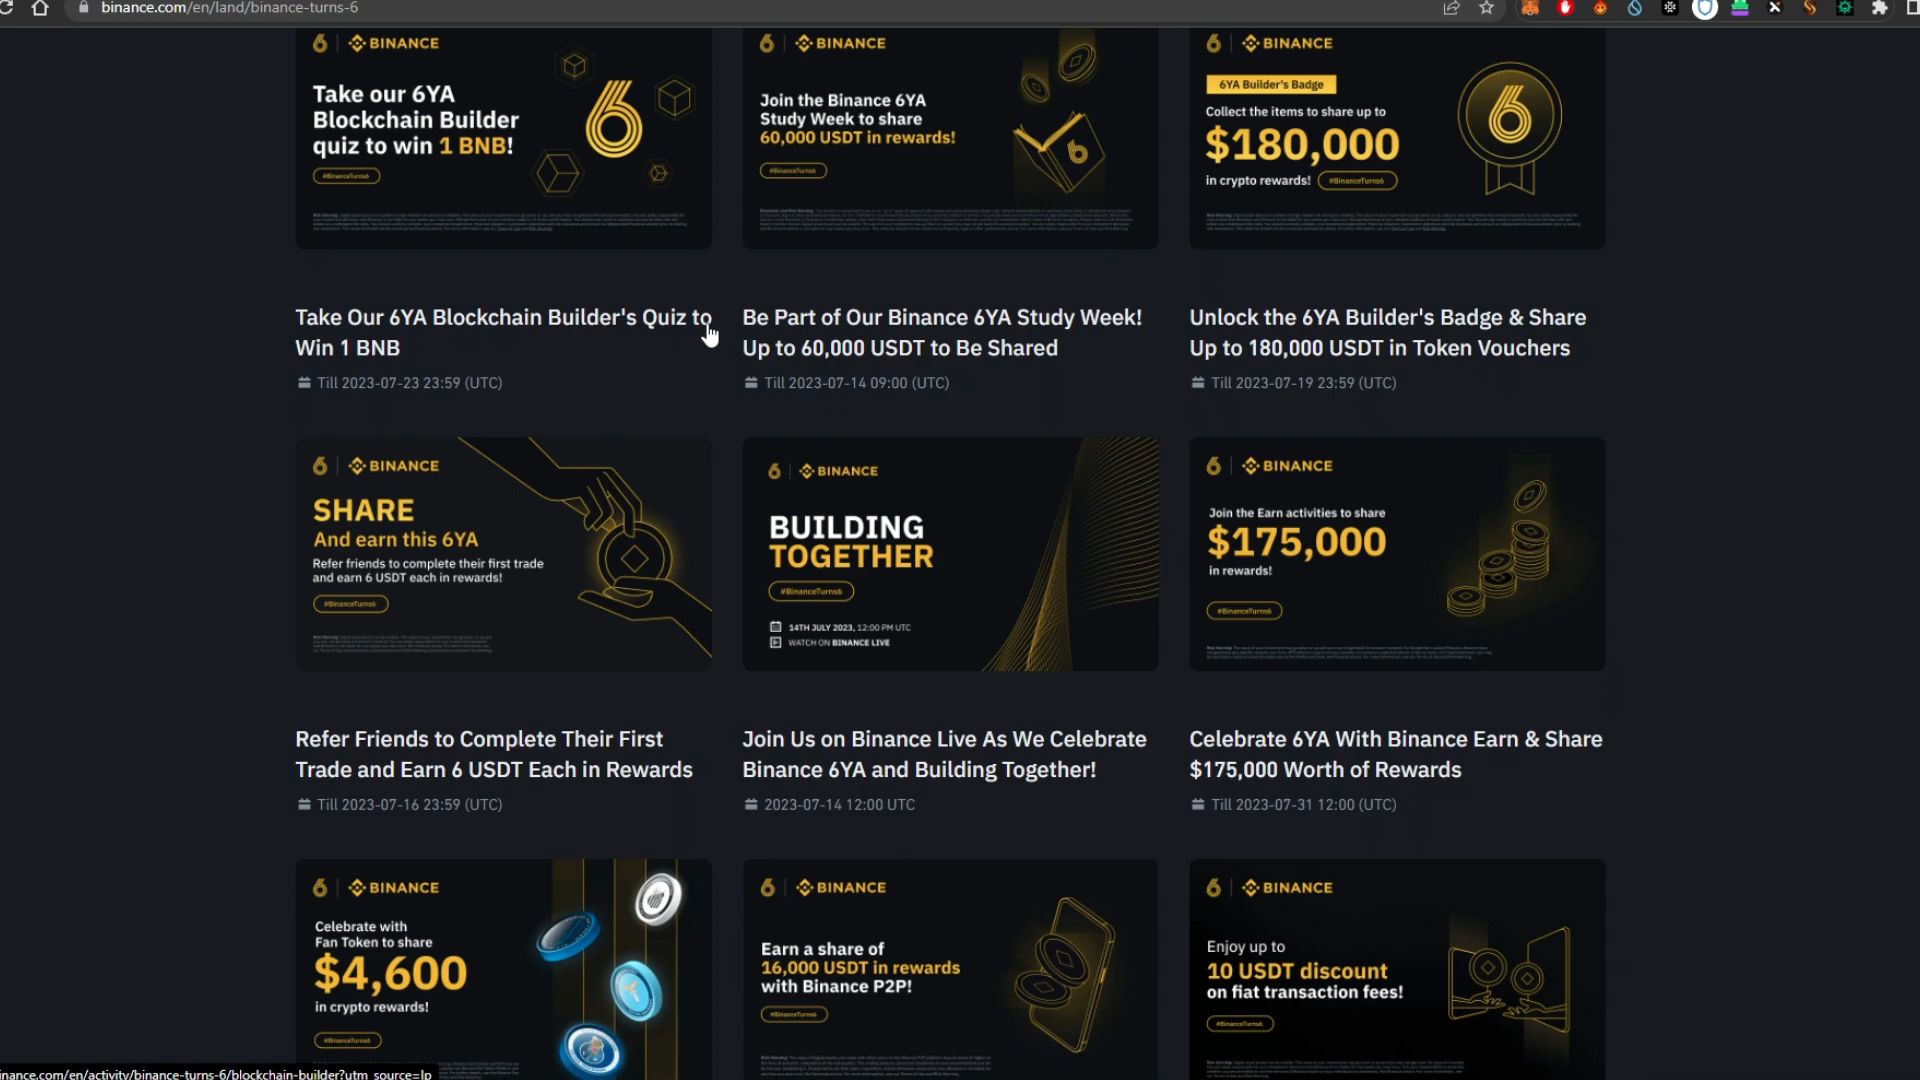 binance.com/en/land/binance-turns-6
6 | BINANCE
Take our 6YA
Blockchain Builder
quiz to win 1 BNB!
#BinanceTurns6
6
6 | BINANCE
Join the Binance 6YA
Study Week to share
60,000 USDT in rewards!
#BinanceTurns6
6
6 | BINANCE
6YA Builder's Badge
Collect the items to share up to
$180,000
in crypto rewards!
#BinanceTurns6
6
Take Our 6YA Blockchain Builder's Quiz to
Win 1 BNB
Till 2023-07-23 23:59 (UTC)
Be Part of Our Binance 6YA Study Week!
Up to 60,000 USDT to Be Shared
Till 2023-07-14 09:00 (UTC)
Unlock the 6YA Builder's Badge & Share
Up to 180,000 USDT in Token Vouchers
Till 2023-07-19 23:59 (UTC)
6 | BINANCE
SHARE
And earn this 6YA
Refer friends to complete their first trade
and earn 6 USDT each in rewards!
#BinanceTurns6
6 | BINANCE
BUILDING
TOGETHER
#BinanceTurns6
14TH JULY 2023, 12:00 PM UTC
WATCH ON BINANCE LIVE
6 | BINANCE
Join the Earn activities to share
$175,000
in rewards!
#BinanceTurns6
Refer Friends to Complete Their First
Trade and Earn 6 USDT Each in Rewards
Till 2023-07-16 23:59 (UTC)
Join Us on Binance Live As We Celebrate
Binance 6YA and Building Together!
2023-07-14 12:00 UTC
Celebrate 6YA With Binance Earn & Share
$175,000 Worth of Rewards
Till 2023-07-31 12:00 (UTC)
6 | BINANCE
Celebrate with
Fan Token to share
$4,600
in crypto rewards!
#BinanceTurns6
6 | BINANCE
Earn a share of
16,000 USDT in rewards
with Binance P2P!
#BinanceTurns6
6 | BINANCE
Enjoy up to
10 USDT discount
on fiat transaction fees!
#BinanceTurns6
inance.com/en/activity/binance-turns-6/blockchain-builder?utm_source=lp